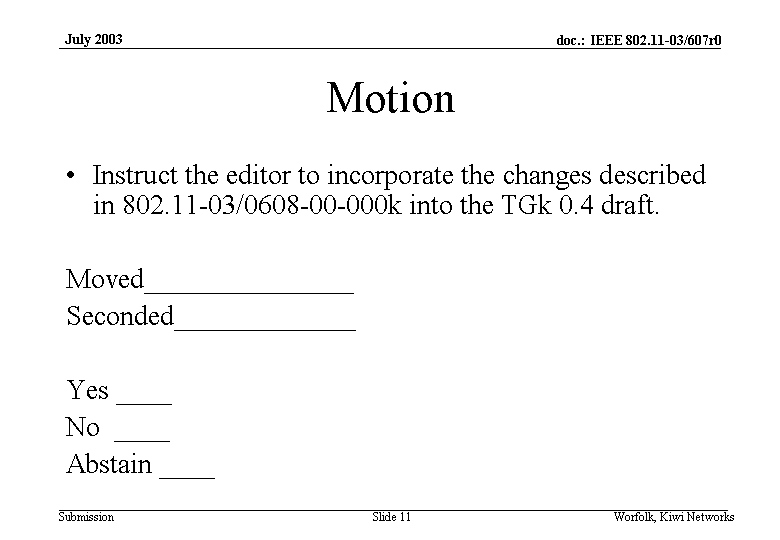 July 2003 doc.: IEEE 802.11-03/607r0
Motion
• Instruct the editor to incorporate the changes described
in 802.11-03/0608-00-000k into the TGk 0.4 draft.
Moved_______________
Seconded_____________
Yes ____
No ____
Abstain ____
Submission Slide 11 Worfolk, Kiwi Networks